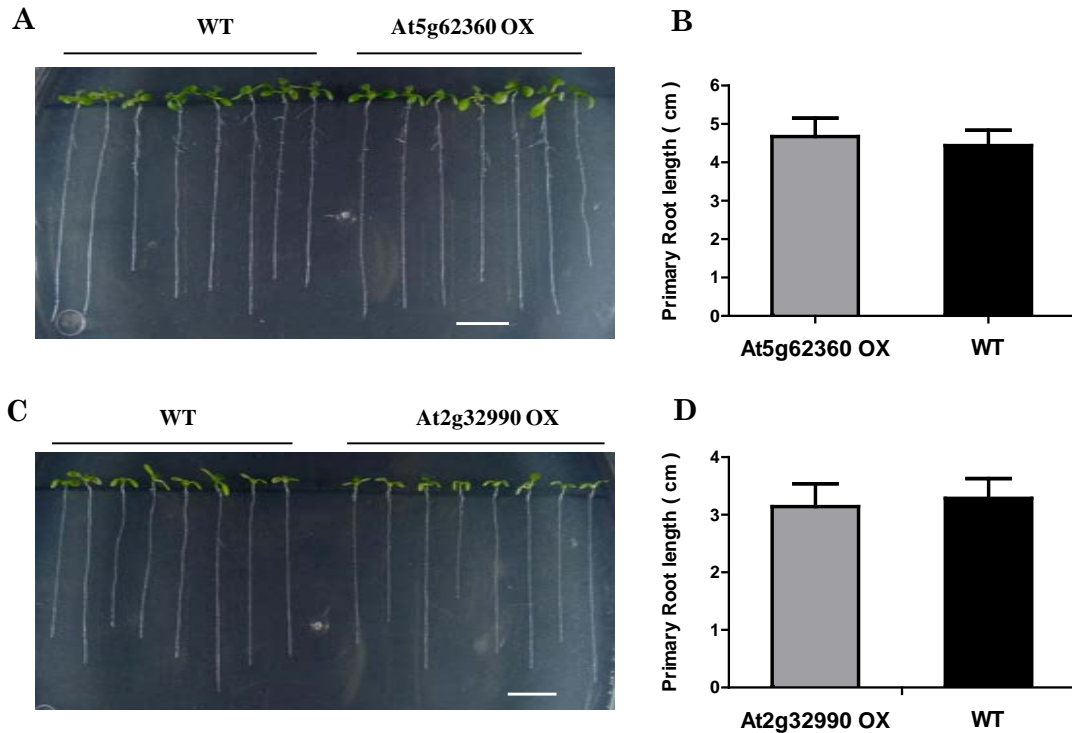 A
WT
At5g62360 OX
B
Primary Root length ( cm )
6
5
4
3
2
1
0
At5g62360 OX
WT
C
WT
At2g32990 OX
D
Primary Root length ( cm )
4
3
2
1
0
At2g32990 OX
WT